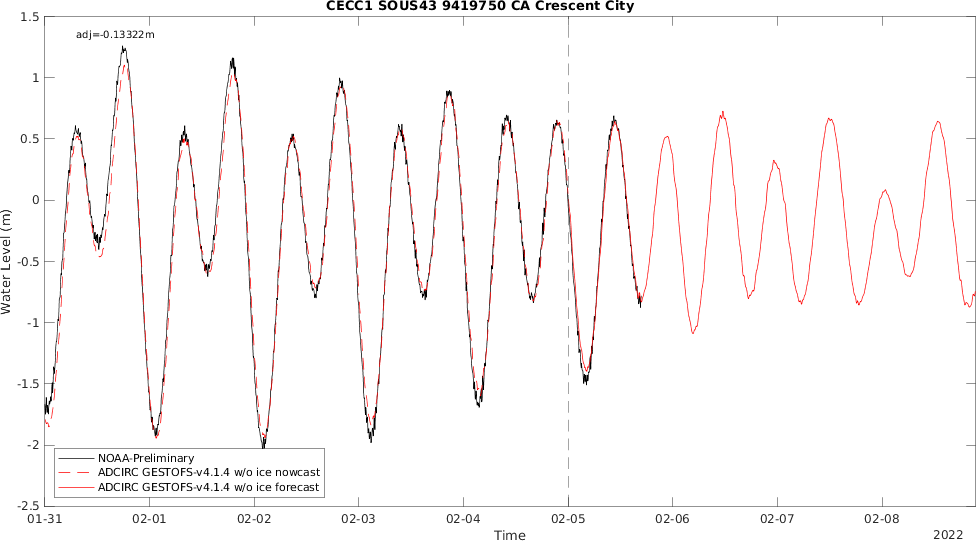 CECC1 SOUS43 9419750 CA Crescent City
adj=-0.13322m
1.5
1
0.5
0
-0.5
-1
-1.5
-2
-2.5
Water Level (m)
NOAA-Preliminary
ADCIRC GESTOFS-v4.1.4 w/o ice nowcast
ADCIRC GESTOFS-v4.1.4 w/o ice forecast
01-31 02-01 02-02 02-03 02-04 02-05 02-06 02-07 02-08
Time
2022